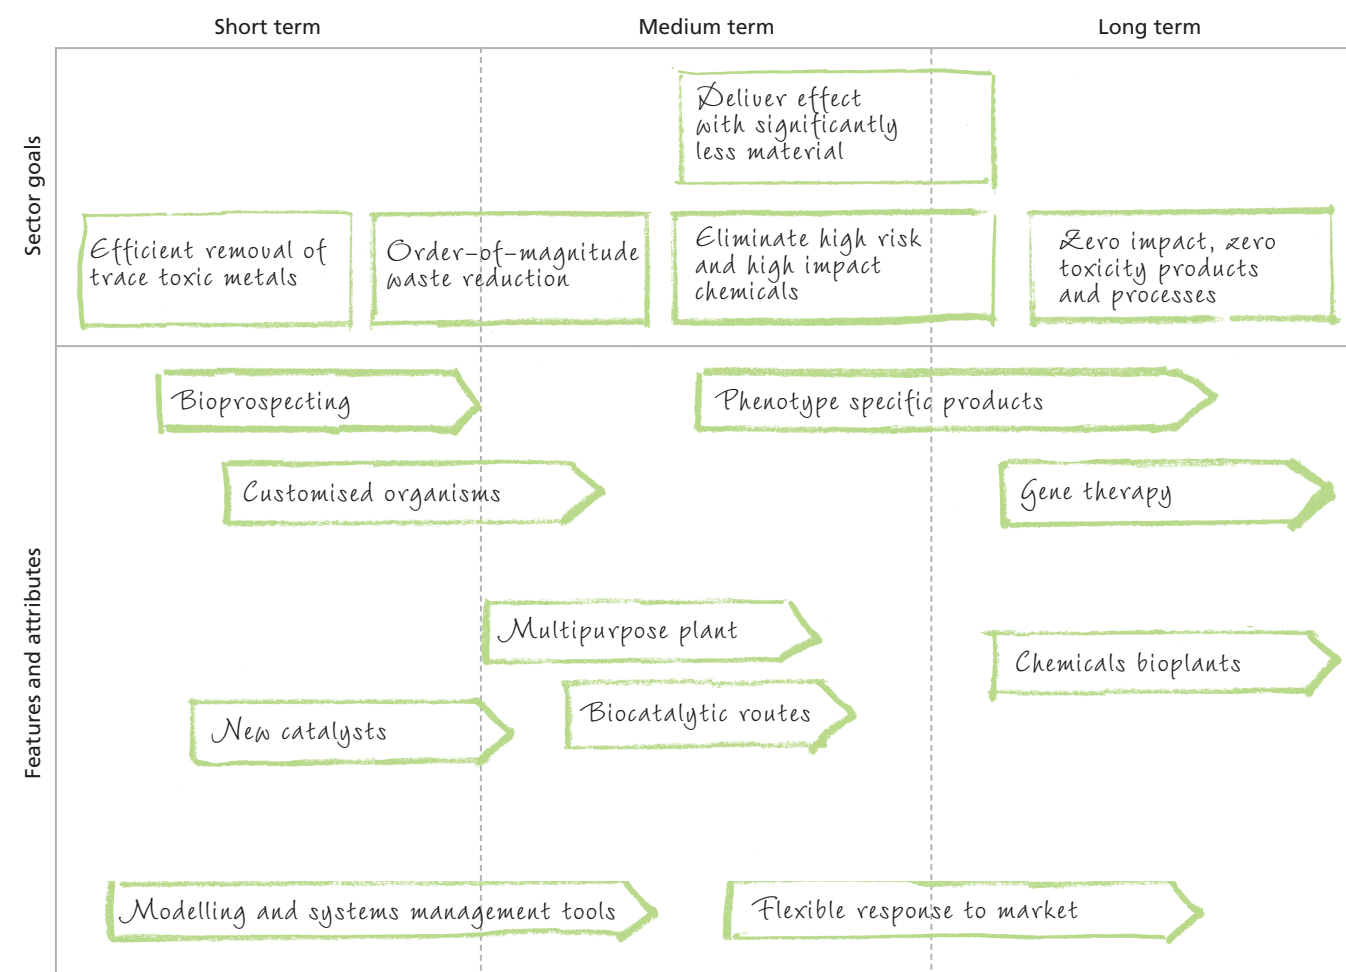 Short term
Medium term
Long term
Sector goals
Deliver effect
with significantly
less material
Efficient removal of
trace toxic metals
Order-of-magnitude
waste reduction
Eliminate high risk
and high impact
chemicals
Zero impact, zero
toxicity products
and processes
Features and attributes
Bioprospecting
Phenotype specific products
Customised organisms
Gene therapy
Multipurpose plant
Chemicals bioplants
Biocatalytic routes
New catalysts
Modelling and systems management tools
Flexible response to market